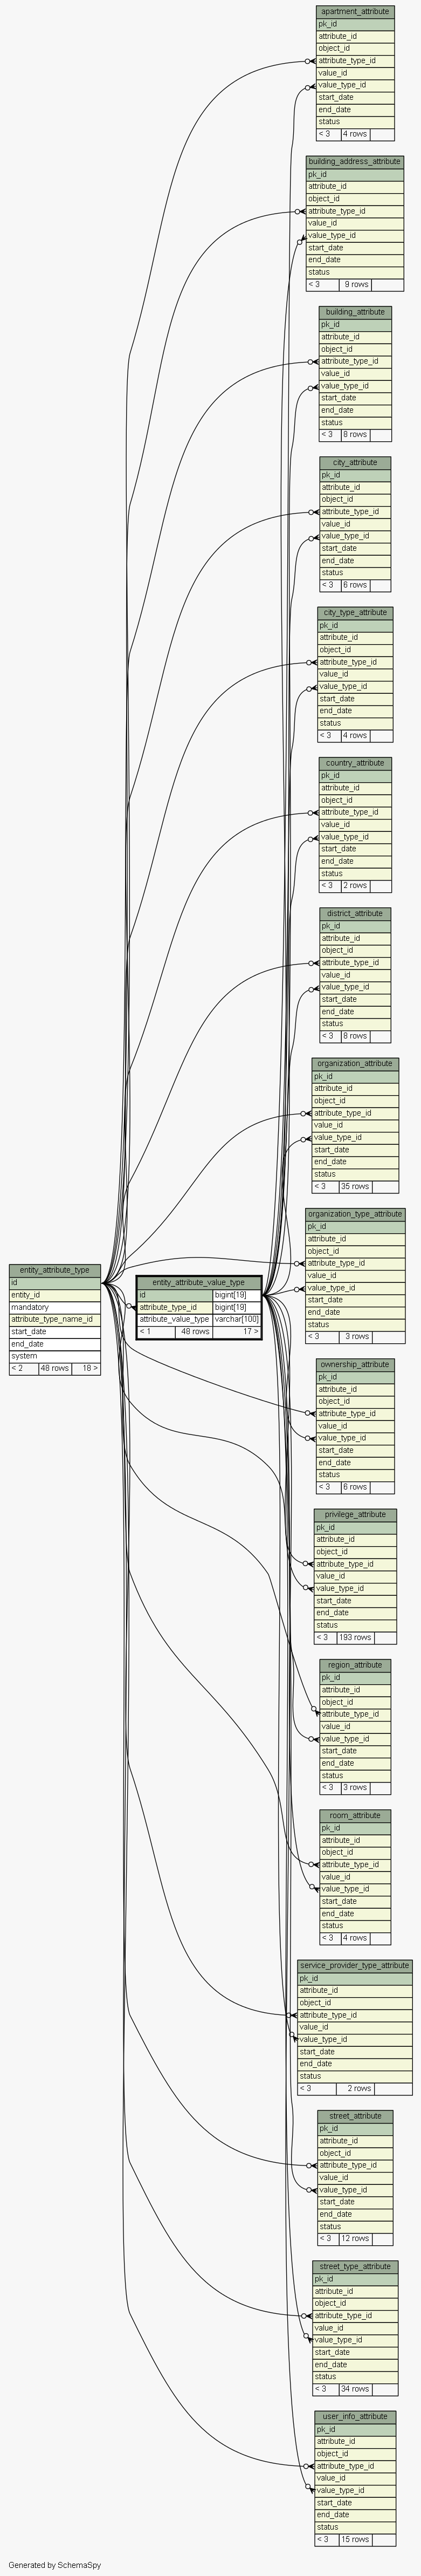 apartment_attribute
pk_id
attribute_id
object_id
attribute_type_id
value_id
value_type_id
start_date
end_date
status
< 3 4 rows
building_address_attribute
pk_id
attribute_id
object_id
attribute_type_id
value_id
value_type_id
start_date
end_date
status
< 3 9 rows
building_attribute
pk_id
attribute_id
object_id
attribute_type_id
value_id
value_type_id
start_date
end_date
status
< 3 8 rows
city_attribute
pk_id
attribute_id
object_id
attribute_type_id
value_id
value_type_id
start_date
end_date
status
< 3 6 rows
city_type_attribute
pk_id
attribute_id
object_id
attribute_type_id
value_id
value_type_id
start_date
end_date
status
< 3 4 rows
country_attribute
pk_id
attribute_id
object_id
attribute_type_id
value_id
value_type_id
start_date
end_date
status
< 3 2 rows
district_attribute
pk_id
attribute_id
object_id
attribute_type_id
value_id
value_type_id
start_date
end_date
status
< 3 8 rows
organization_attribute
pk_id
attribute_id
object_id
attribute_type_id
value_id
value_type_id
start_date
end_date
status
< 3 35 rows
entity_attribute_type
id
entity_id
mandatory
attribute_type_name_id
start_date
end_date
system
< 2 48 rows 18 >
entity_attribute_value_type
id bigint[19]
attribute_type_id bigint[19]
attribute_value_type varchar[100]
< 1 48 rows 17 >
organization_type_attribute
pk_id
attribute_id
object_id
attribute_type_id
value_id
value_type_id
start_date
end_date
status
< 3 3 rows
ownership_attribute
pk_id
attribute_id
object_id
attribute_type_id
value_id
value_type_id
start_date
end_date
status
< 3 6 rows
privilege_attribute
pk_id
attribute_id
object_id
attribute_type_id
value_id
value_type_id
start_date
end_date
status
< 3 193 rows
region_attribute
pk_id
attribute_id
object_id
attribute_type_id
value_id
value_type_id
start_date
end_date
status
< 3 3 rows
room_attribute
pk_id
attribute_id
object_id
attribute_type_id
value_id
value_type_id
start_date
end_date
status
< 3 4 rows
service_provider_type_attribute
pk_id
attribute_id
object_id
attribute_type_id
value_id
value_type_id
start_date
end_date
status
< 3 2 rows
street_attribute
pk_id
attribute_id
object_id
attribute_type_id
value_id
value_type_id
start_date
end_date
status
< 3 12 rows
street_type_attribute
pk_id
attribute_id
object_id
attribute_type_id
value_id
value_type_id
start_date
end_date
status
< 3 34 rows
user_info_attribute
pk_id
attribute_id
object_id
attribute_type_id
value_id
value_type_id
start_date
end_date
status
< 3 15 rows
Generated by SchemaSpy